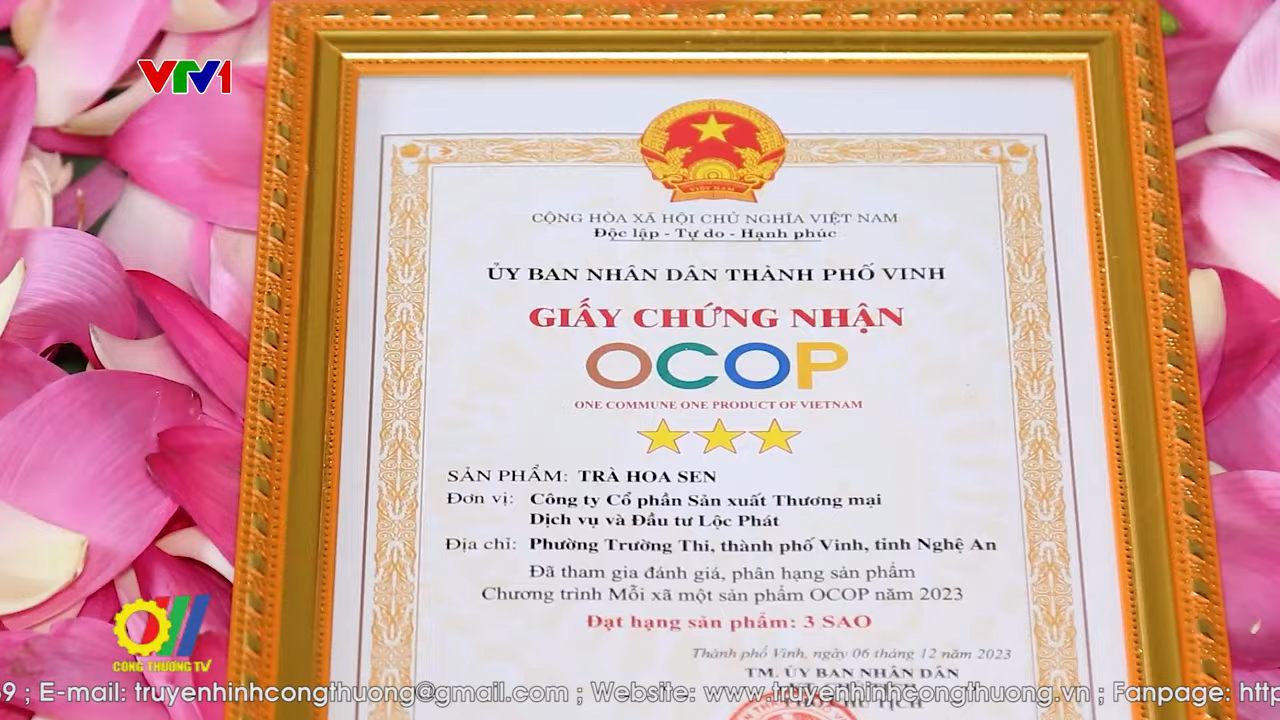 VTV1
VIỆT NAM
CỘNG HÒA XÃ HỘI CHỦ NGHĨA VIỆT NAM
Độc lập - Tự do - Hạnh phúc
ỦY BAN NHÂN DÂN THÀNH PHỐ VINH
GIẤY CHỨNG NHẬN
OCOP
ONE COMMUNE ONE PRODUCT OF VIETNAM
SẢN PHẨM: TRÀ HOA SEN
Đơn vị: Công ty Cổ phần Sản xuất Thương mại
Dịch vụ và Đầu tư Lộc Phát
Địa chỉ: Phường Trường Thi, thành phố Vinh, tỉnh Nghệ An
Đã tham gia đánh giá, phân hạng sản phẩm
Chương trình Mỗi xã một sản phẩm OCOP năm 2023
Đạt hạng sản phẩm: 3 SAO
Thành phố Vinh, ngày 06 tháng 12 năm 2023
TM. ỦY BAN NHÂN DÂN
CÔNG THƯƠNG TV
9 ; E-mail: truyenhinhcongthuong@gmail.com ; Website: www.truyenhinhcongthuong.vn ; Fanpage: http